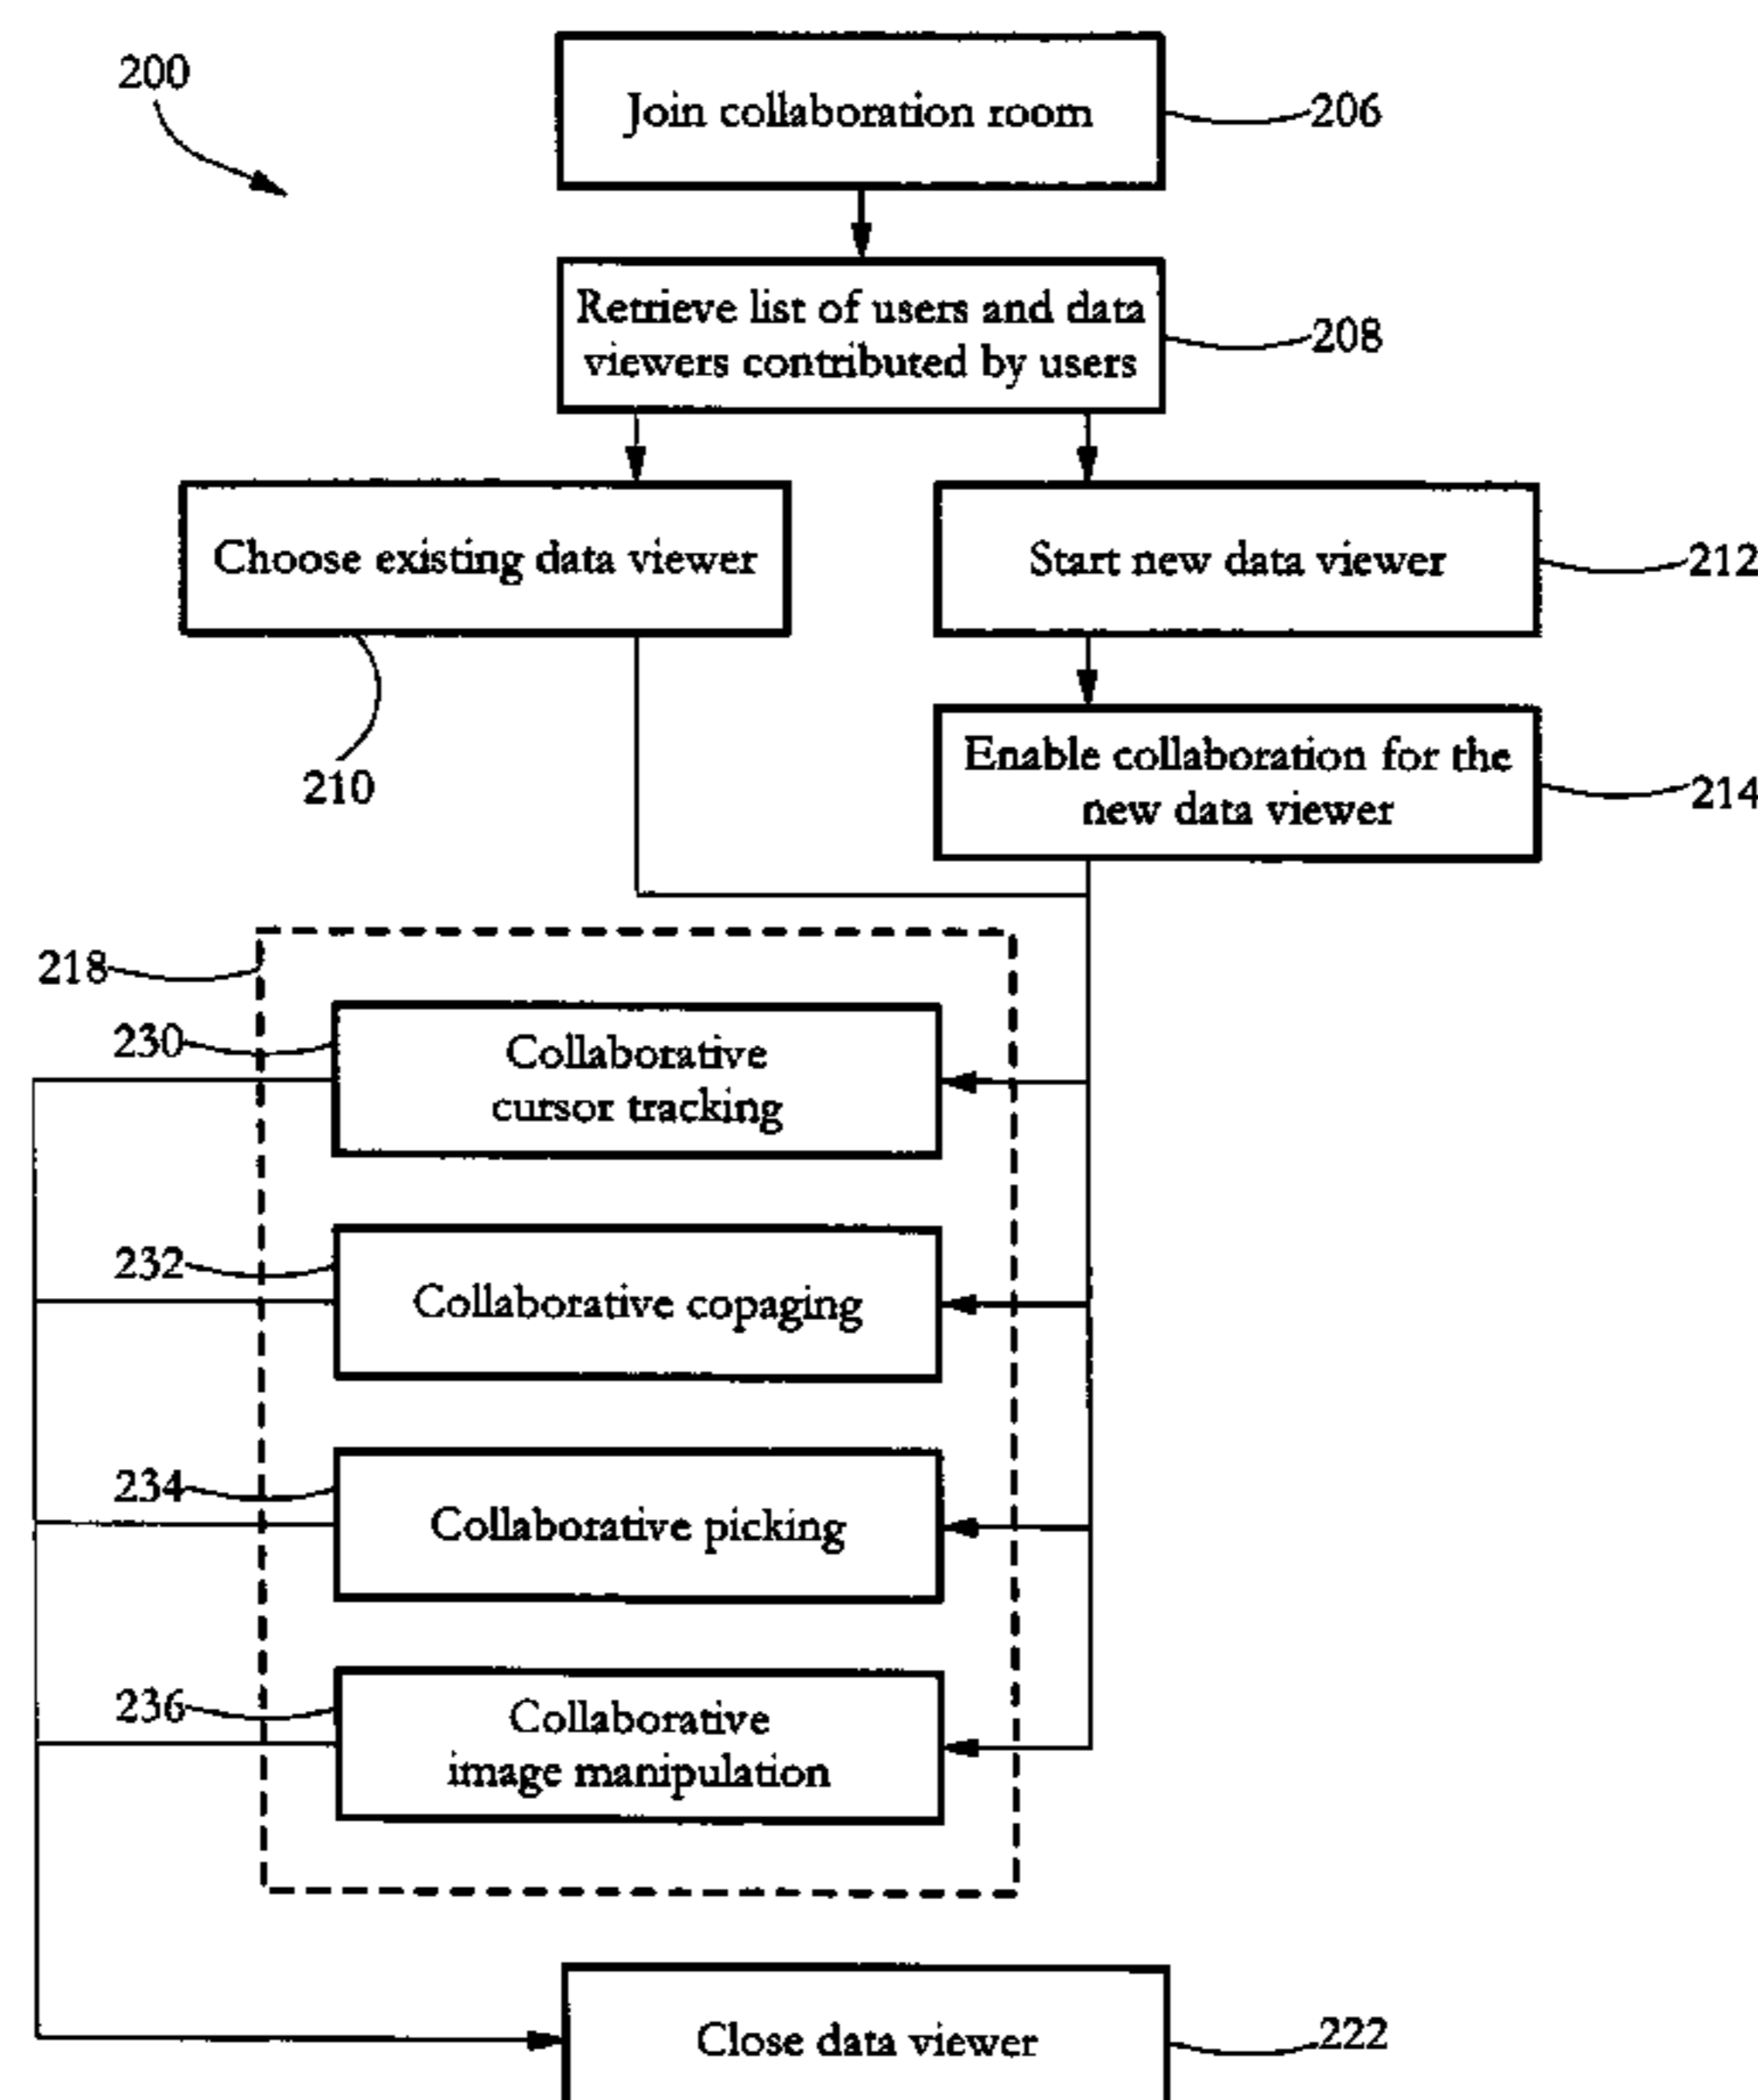 200
Join collaboration room
206
Retrieve list of users and data
viewers contributed by users
208
Choose existing data viewer
210
Start new data viewer
212
Enable collaboration for the
new data viewer
214
218
230
Collaborative
cursor tracking
232
Collaborative copaging
234
Collaborative picking
236
Collaborative
image manipulation
Close data viewer
222